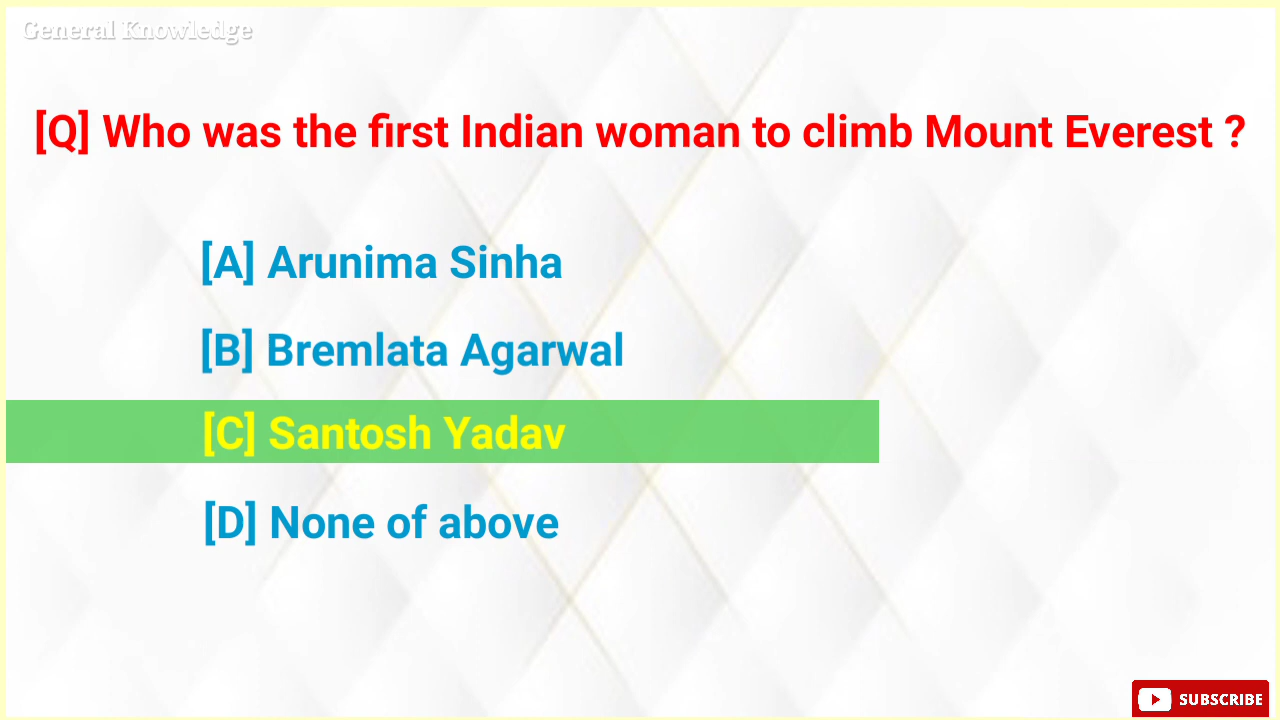 General Knowledge
[Q] Who was the first Indian woman to climb Mount Everest ?
[A] Arunima Sinha
[B] Bremlata Agarwal
[C] Santosh Yadav
[D] None of above
SUBSCRIBE